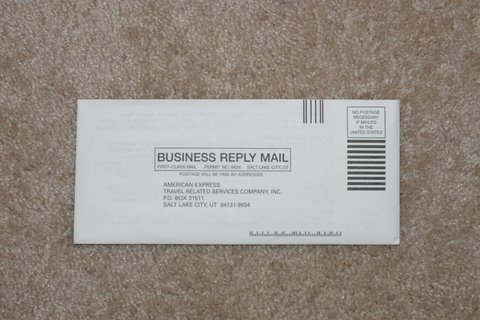 NO POSTAGE
NECESSARY
IF MAILED
IN THE
UNITED STATES
BUSINESS REPLY MAIL
FIRST-CLASS MAIL PERMIT NO. 8404 SALT LAKE CITY, UT
POSTAGE WILL BE PAID BY ADDRESSEE
AMERICAN EXPRESS
TRAVEL RELATED SERVICES COMPANY, INC.
P.O. BOX 31511
SALT LAKE CITY, UT 84131-9934